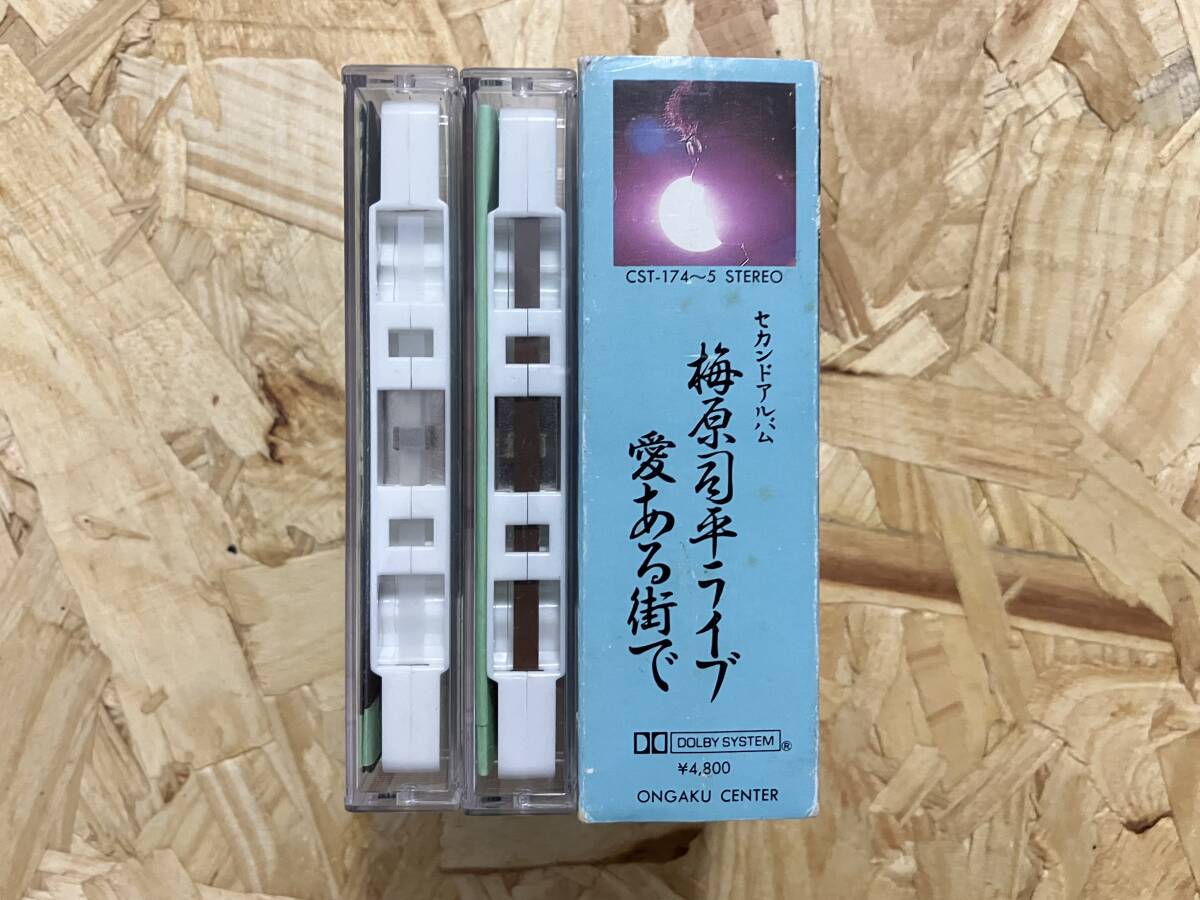 CST-174〜5 STEREO
セカンドアルバム
梅原司平ライブ
愛ある街で
DOLBY SYSTEM®
¥4,800
ONGAKU CENTER